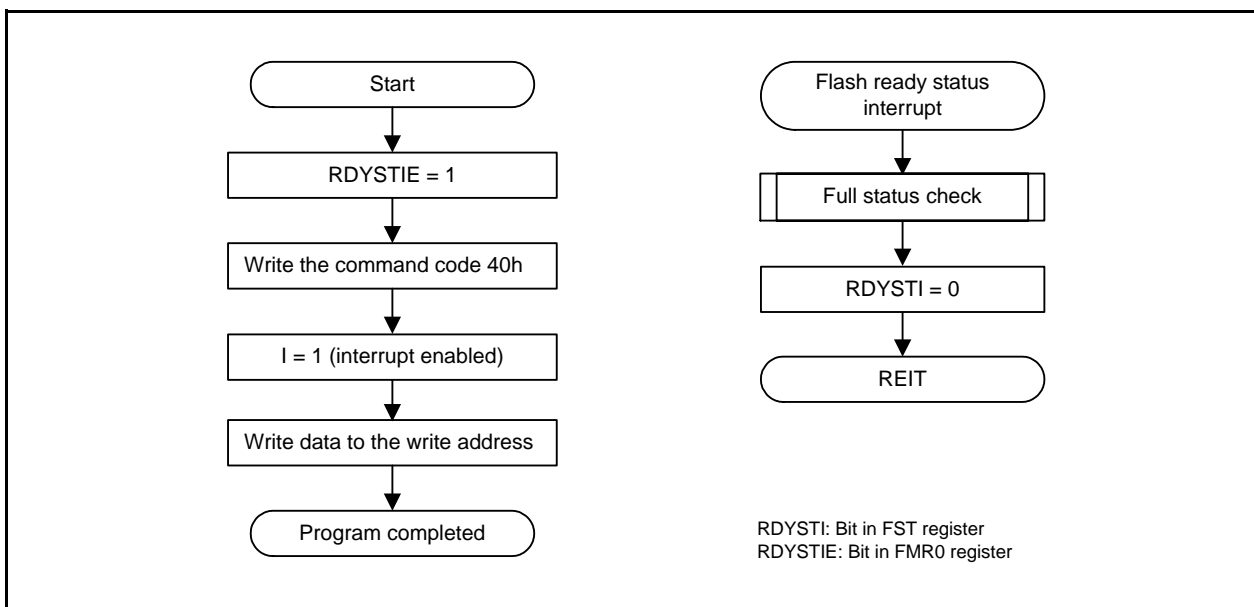 Start
RDYSTIE = 1
Write the command code 40h
I = 1 (interrupt enabled)
Write data to the write address
Program completed
Flash ready status
interrupt
Full status check
RDYSTI = 0
REIT
RDYSTI: Bit in FST register
RDYSTIE: Bit in FMR0 register